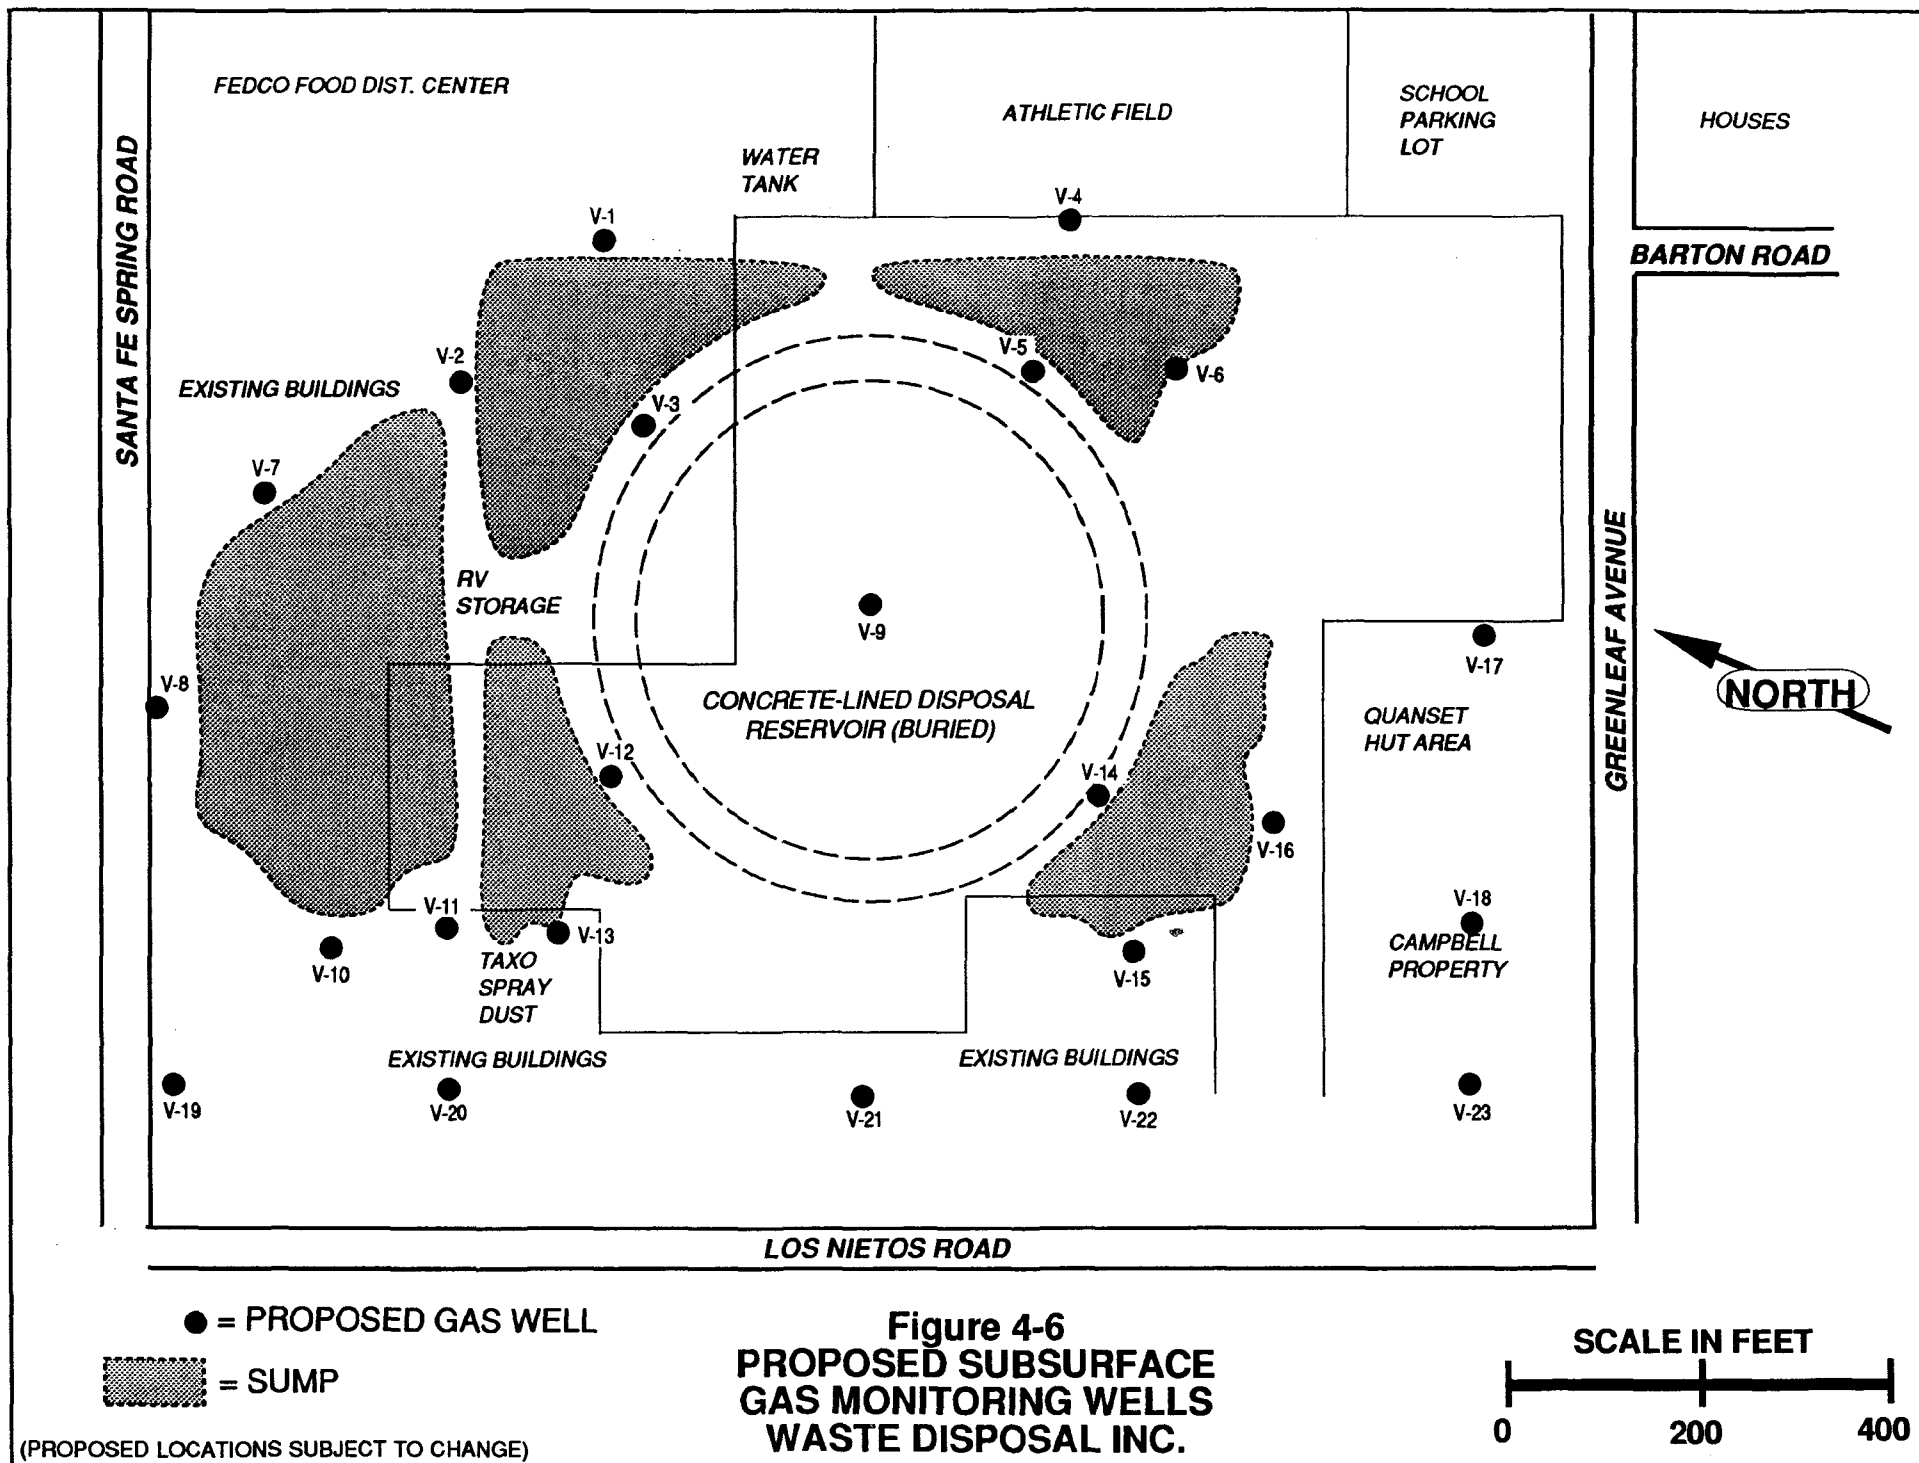 FEDCO FOOD DIST. CENTER
ATHLETIC FIELD
SCHOOL
PARKING
LOT
HOUSES
WATER
TANK
SANTA FE SPRING ROAD
V-1
V-4
BARTON ROAD
V-2
V-5
V-6
EXISTING BUILDINGS
V-3
V-7
RV
STORAGE
V-9
V-17
GREENLEAF AVENUE
NORTH
V-8
CONCRETE-LINED DISPOSAL
RESERVOIR (BURIED)
QUANSET
HUT AREA
V-12
V-14
V-16
V-11
V-18
V-13
CAMPBELL
PROPERTY
V-10
TAXO
SPRAY
DUST
V-15
EXISTING BUILDINGS
EXISTING BUILDINGS
V-19
V-20
V-21
V-22
V-23
LOS NIETOS ROAD
= PROPOSED GAS WELL
= SUMP
(PROPOSED LOCATIONS SUBJECT TO CHANGE)
Figure 4-6
PROPOSED SUBSURFACE
GAS MONITORING WELLS
WASTE DISPOSAL INC.
SCALE IN FEET
0 200 400